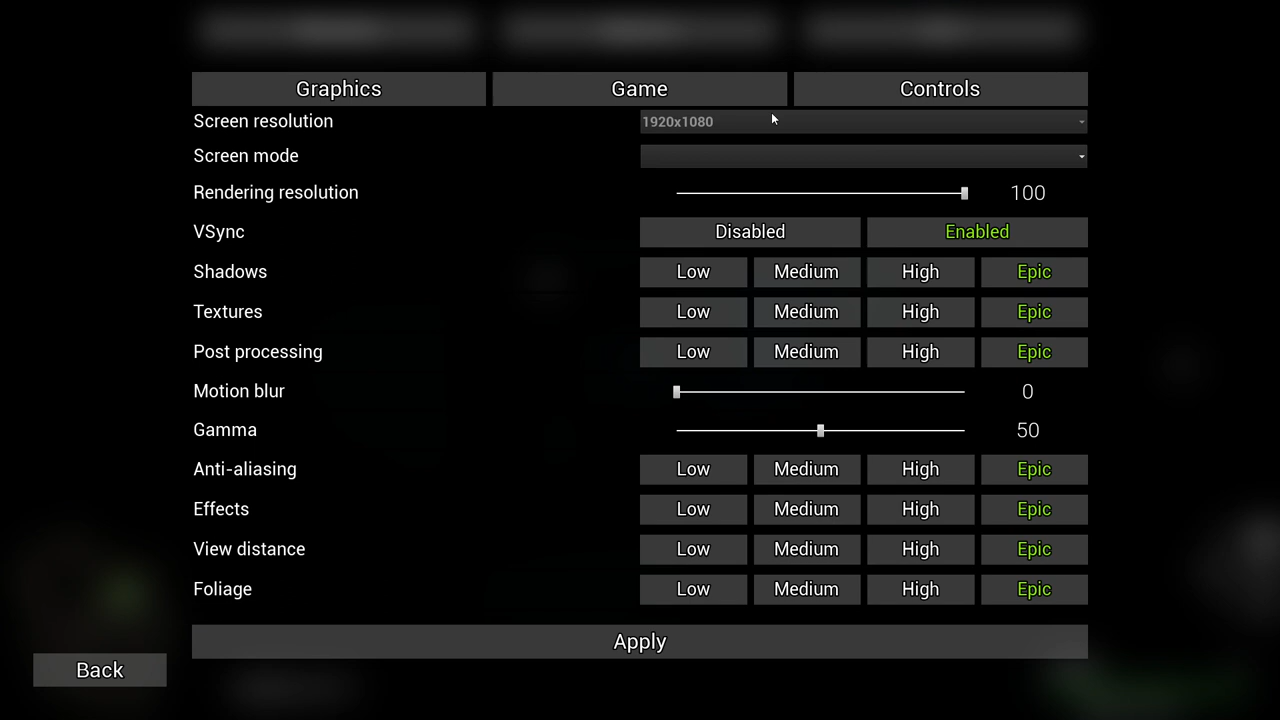 Graphics Game Controls
Screen resolution 1920x1080
Screen mode
Rendering resolution 100
VSync Disabled Enabled
Shadows Low Medium High Epic
Textures Low Medium High Epic
Post processing Low Medium High Epic
Motion blur 0
Gamma 50
Anti-aliasing Low Medium High Epic
Effects Low Medium High Epic
View distance Low Medium High Epic
Foliage Low Medium High Epic
Apply
Back